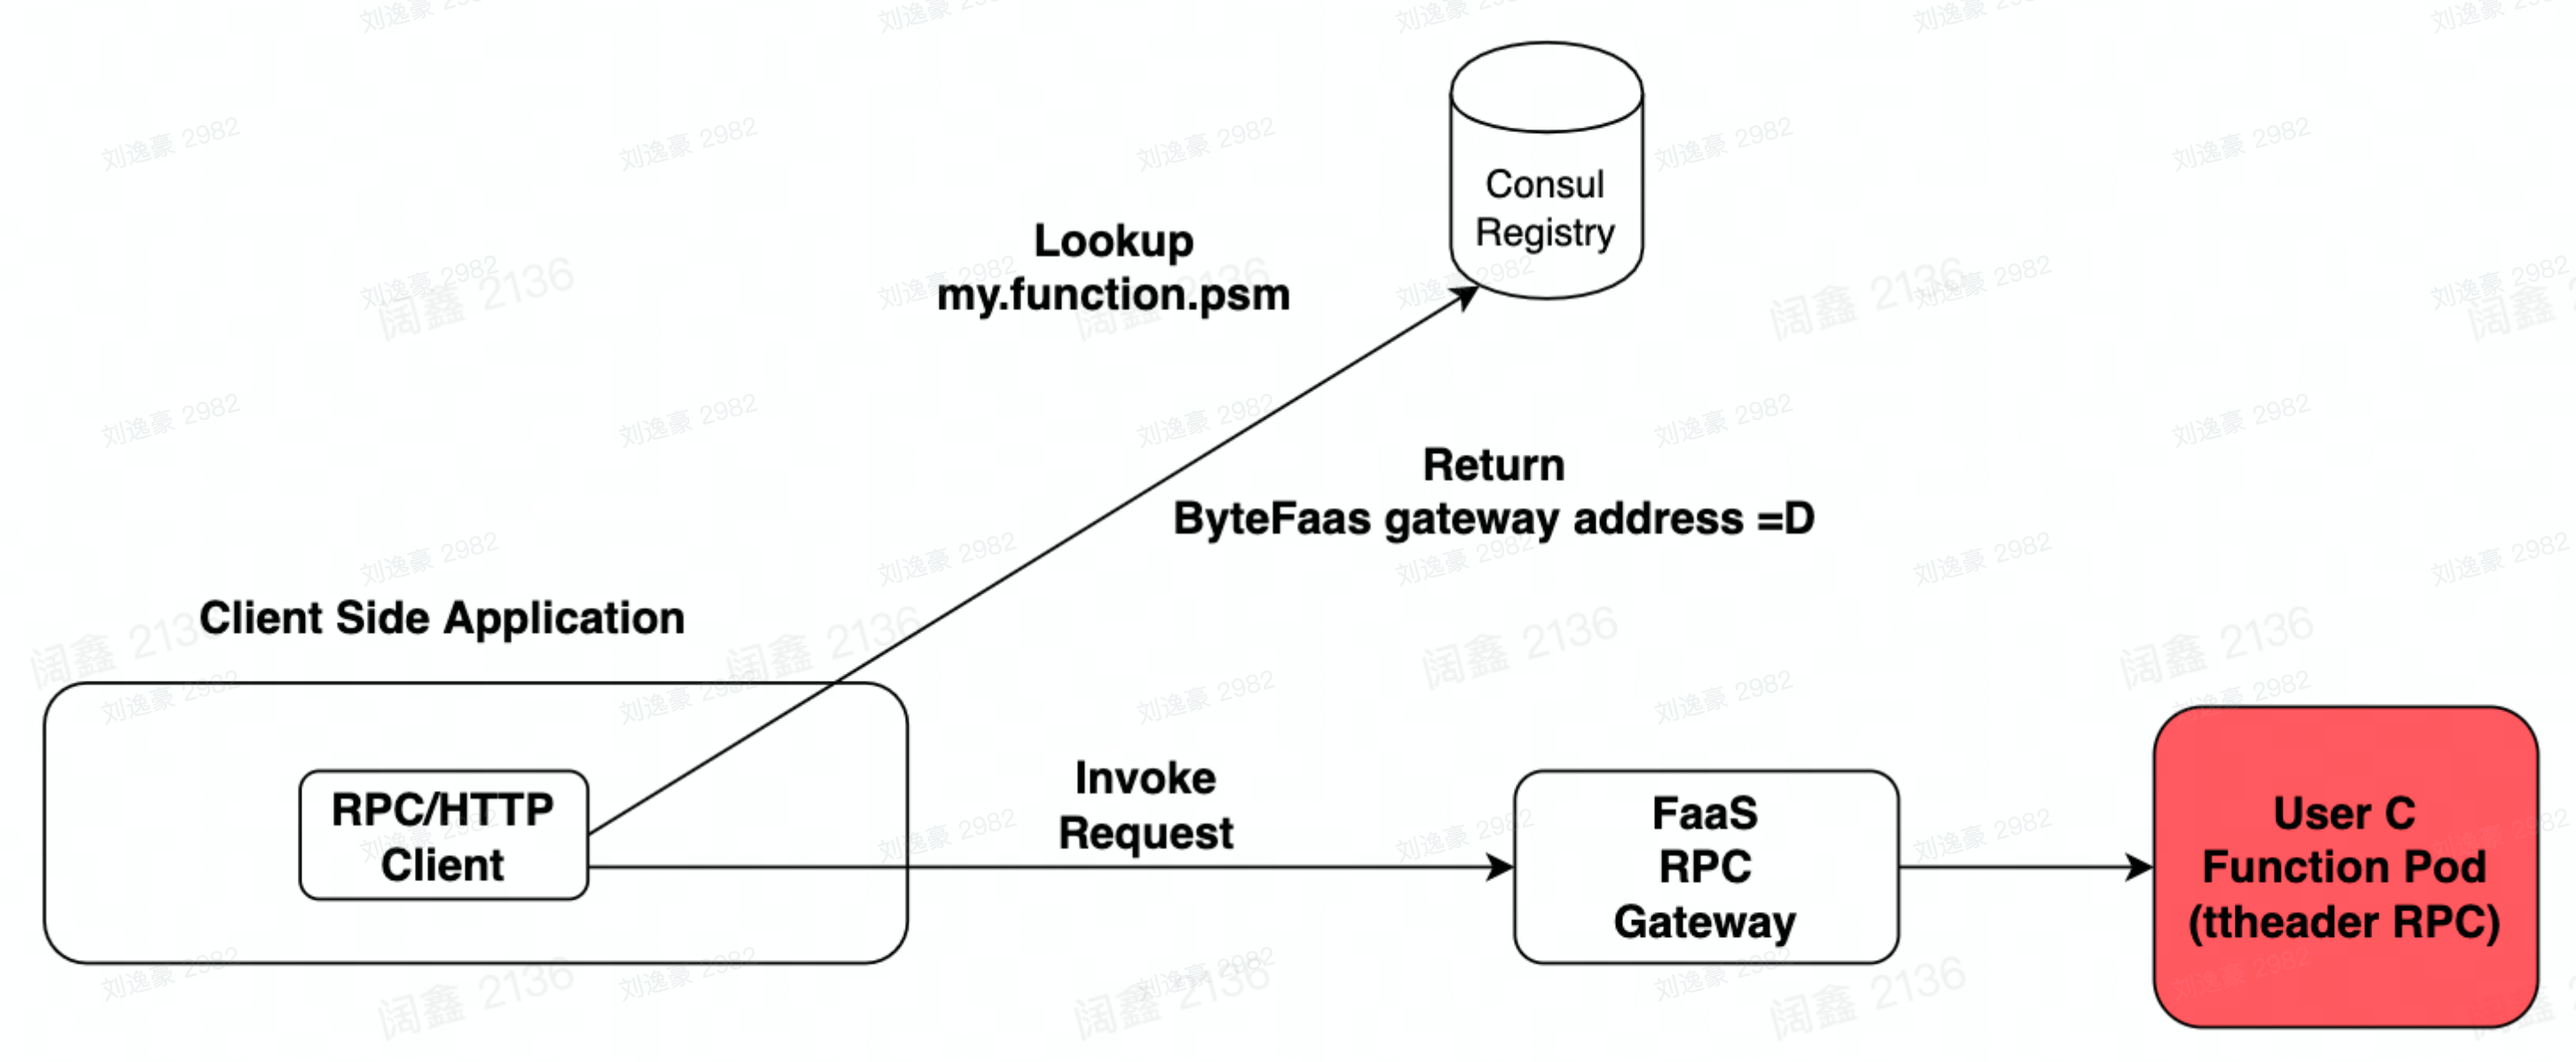 Consul
Registry
Lookup
my.function.psm
Return
ByteFaas gateway address =D
Client Side Application
RPC/HTTP
Client
Invoke
Request
FaaS
RPC
Gateway
User C
Function Pod
(ttheader RPC)
刘逸豪 2982
阔鑫 2136